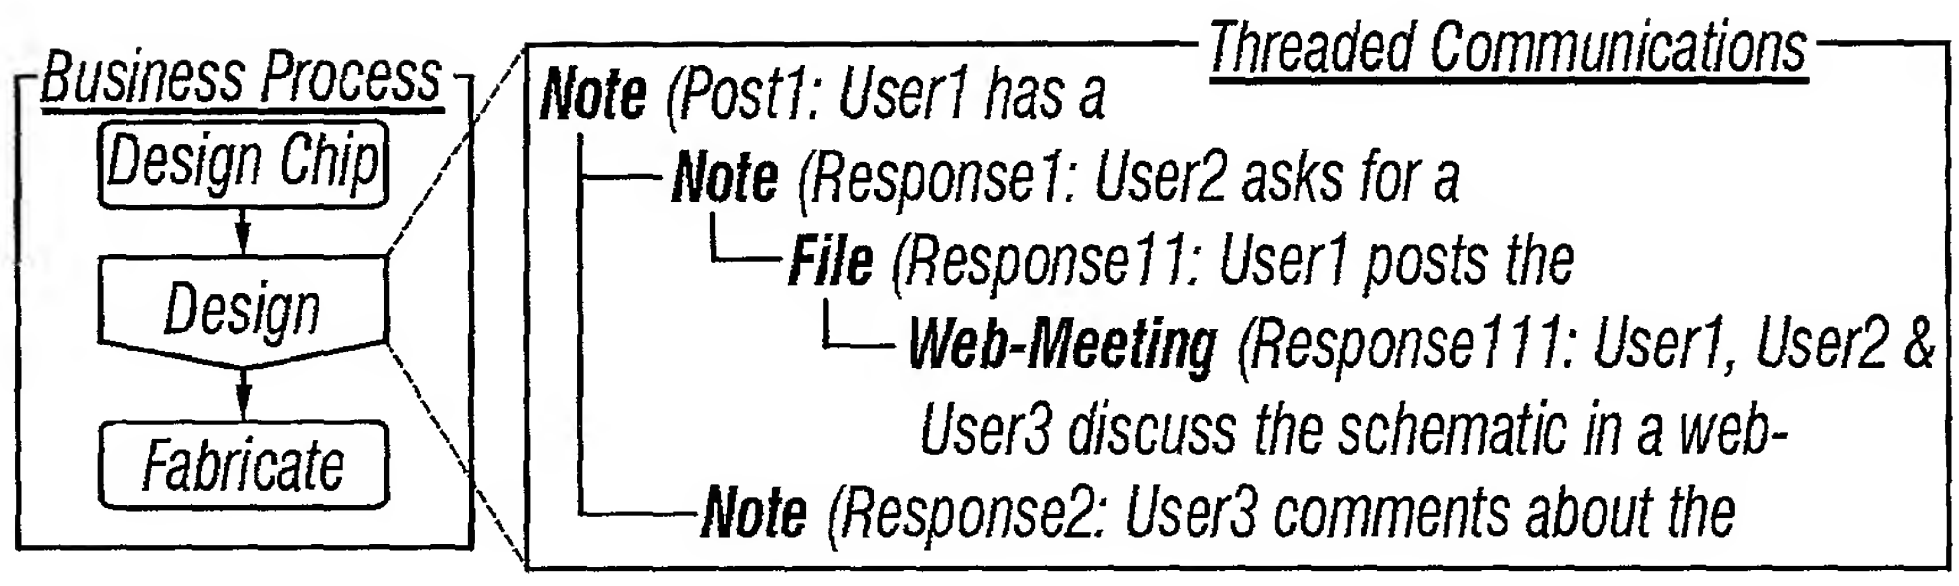 Business Process
Design Chip
Design
Fabricate
Threaded Communications
Note (Post1: User1 has a
Note (Response1: User2 asks for a
File (Response11: User1 posts the
Web-Meeting (Response111: User1, User2 &
User3 discuss the schematic in a web-
Note (Response2: User3 comments about the